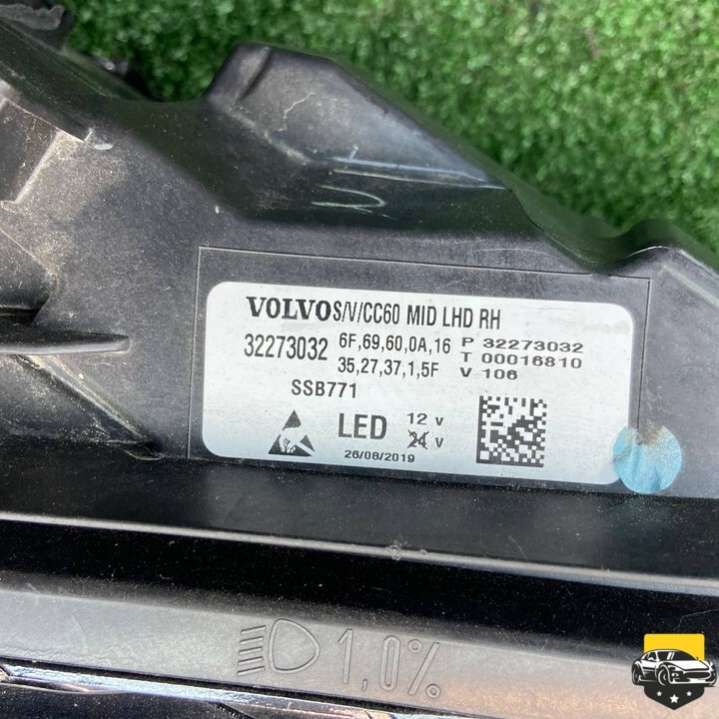 VOLVO S/V/CC60 MID LHD RH
32273032 6F,69,60,0A,16 P 32273032
35,27,37,1,5F T 00016810
V 106
SSB771
LED 12 V
24 V
26/08/2019
1,0%